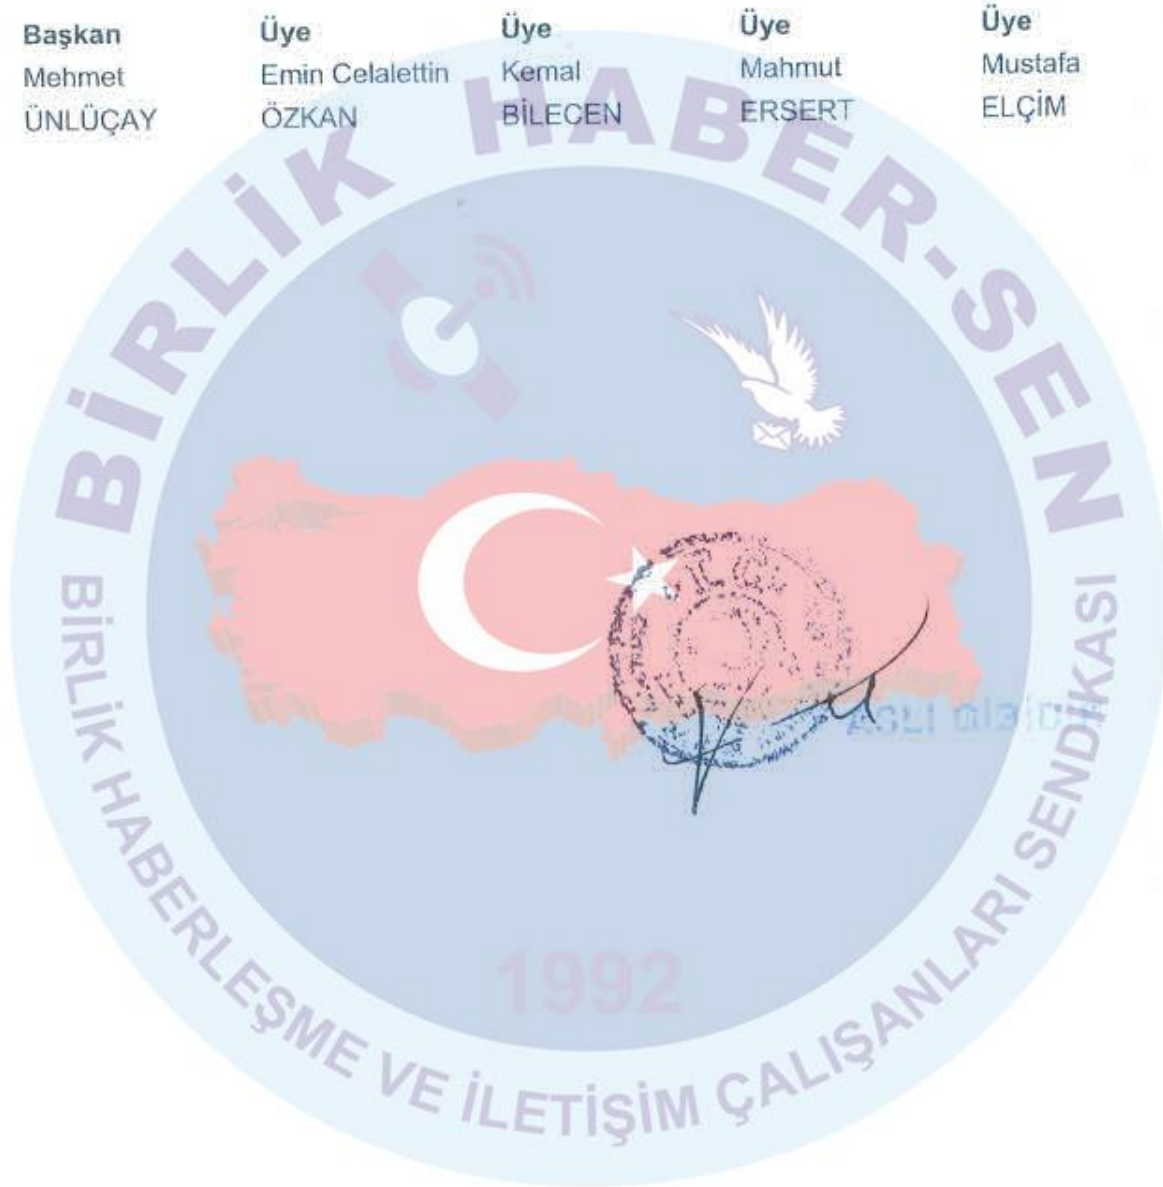 Başkan Üye Üye Üye Üye
Mehmet Emin Celalettin Kemal Mahmut Mustafa
ÜNLÜÇAY ÖZKAN BİLECEN ERSERT ELÇİM
BİRLİK HABER-SEN
T.C.
ASLI
1992
BİRLİK HABERLEŞME VE İLETİŞİM ÇALIŞANLARI SENDİKASI